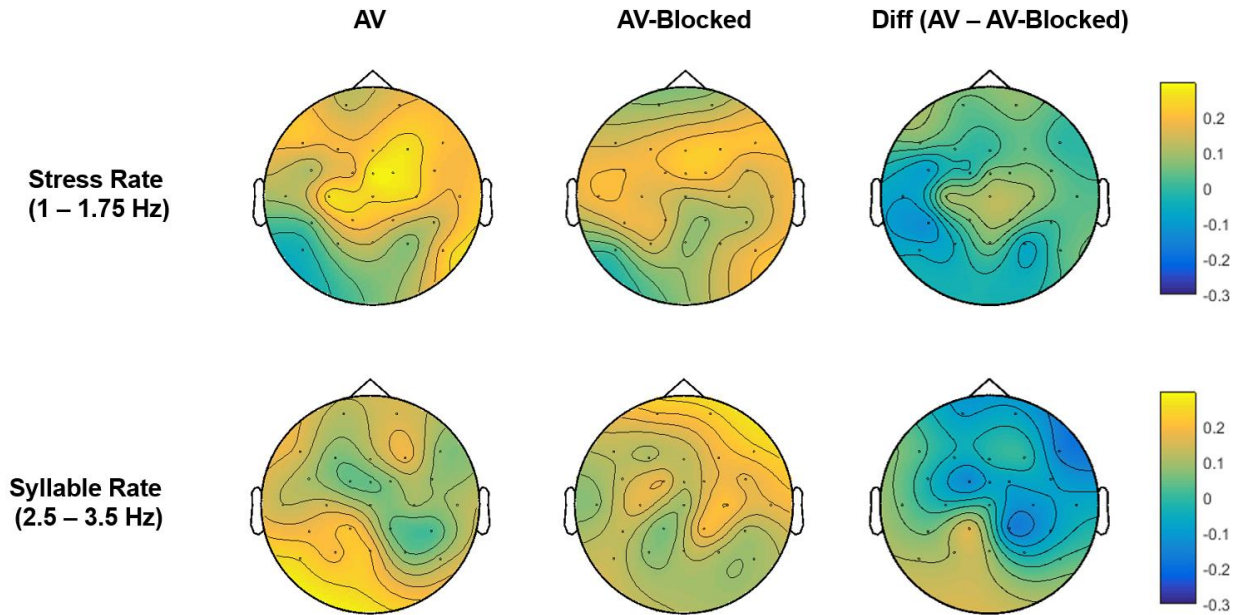 AV
AV-Blocked
Diff (AV – AV-Blocked)
Stress Rate
(1 – 1.75 Hz)
0.2
0.1
0
-0.1
-0.2
-0.3
Syllable Rate
(2.5 – 3.5 Hz)
0.2
0.1
0
-0.1
-0.2
-0.3